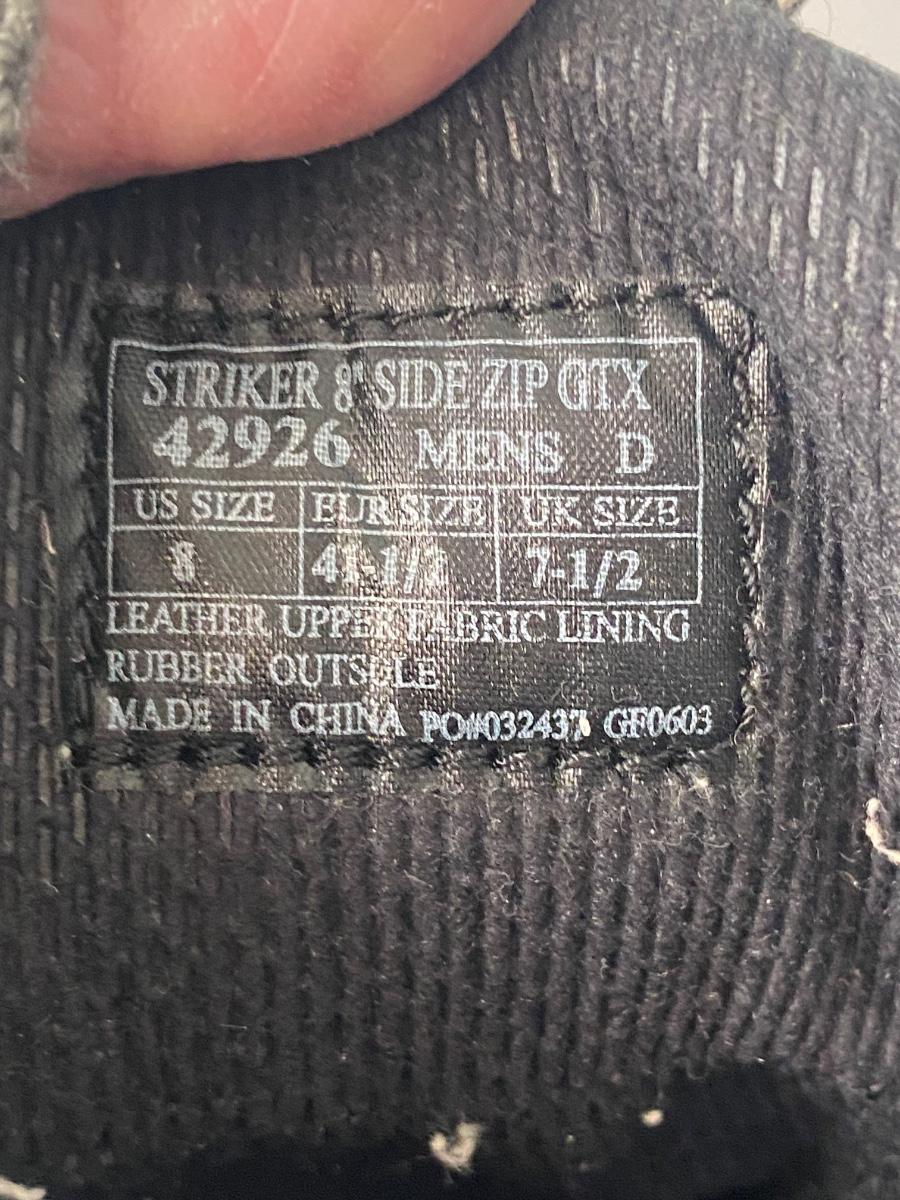 STRIKER 8" SIDE ZIP GTX
42926 MENS D
US SIZE EUR SIZE UK SIZE
8 41-1/2 7-1/2
LEATHER UPPER FABRIC LINING
RUBBER OUTSOLE
MADE IN CHINA PO#032437 GF0603